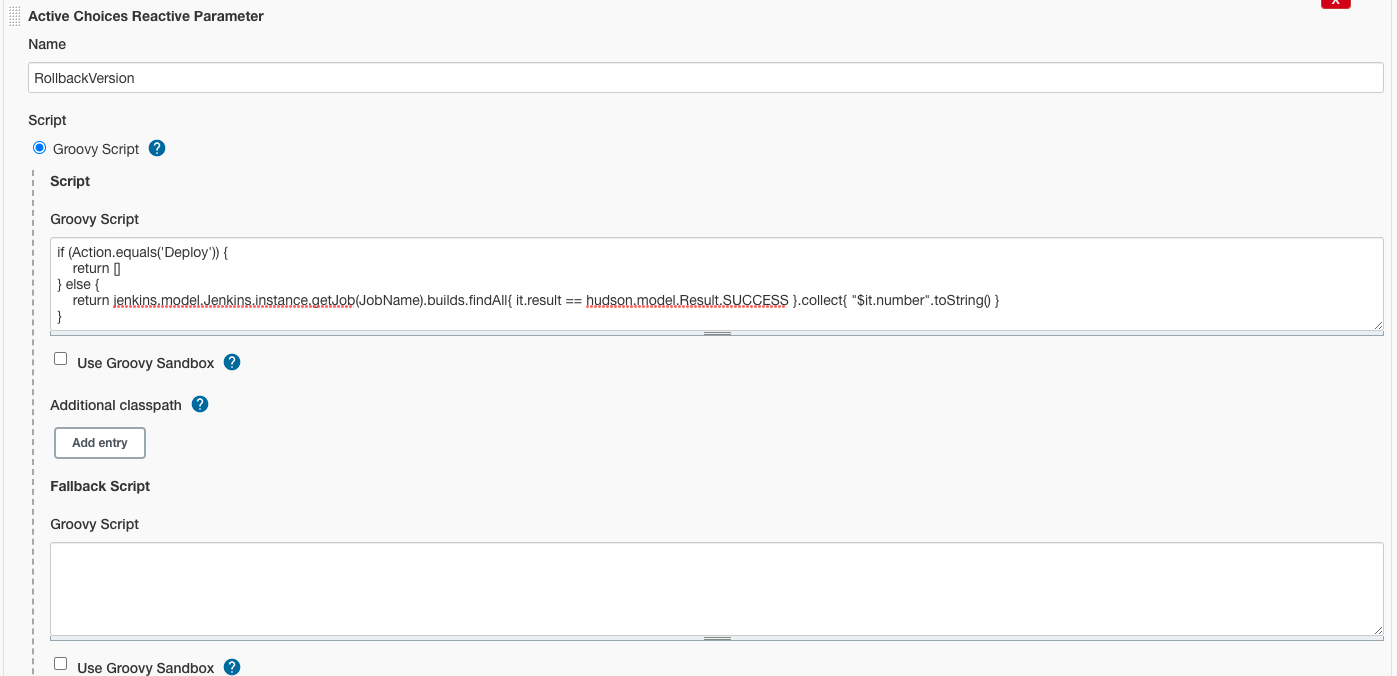 Active Choices Reactive Parameter
X
Name
RollbackVersion
Script
Groovy Script ?
Script
Groovy Script
if (Action.equals('Deploy')) {
    return []
} else {
    return jenkins.model.Jenkins.instance.getJob(JobName).builds.findAll{ it.result == hudson.model.Result.SUCCESS }.collect{ "$it.number".toString() }
}
Use Groovy Sandbox ?
Additional classpath ?
Add entry
Fallback Script
Groovy Script
Use Groovy Sandbox ?